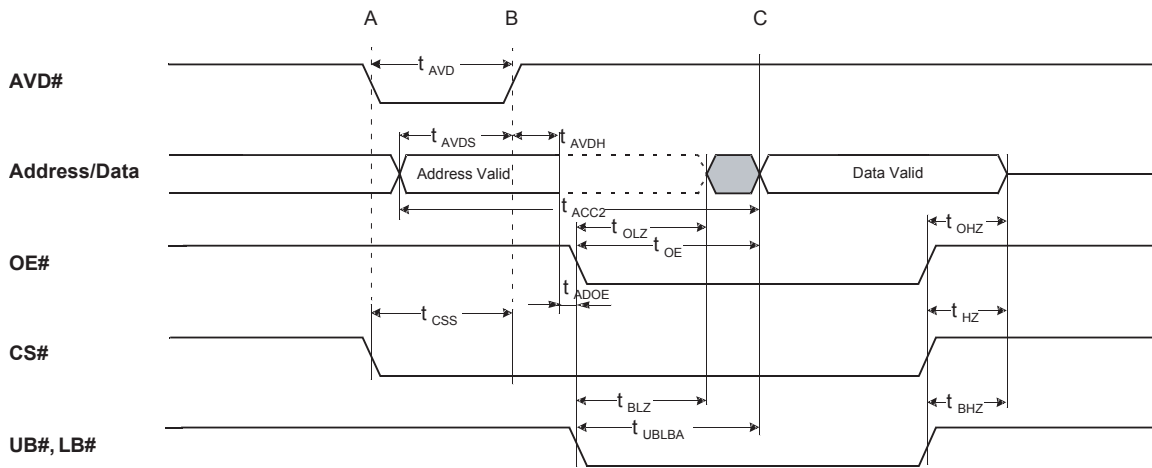 A B C
t AVD
AVD#
t AVDS t AVDH
Address/Data Address Valid Data Valid
t ACC2
t OLZ t OHZ
t OE
OE#
t ADOE
t CSS t HZ
CS#
t BLZ t BHZ
t UBLBA
UB#, LB#